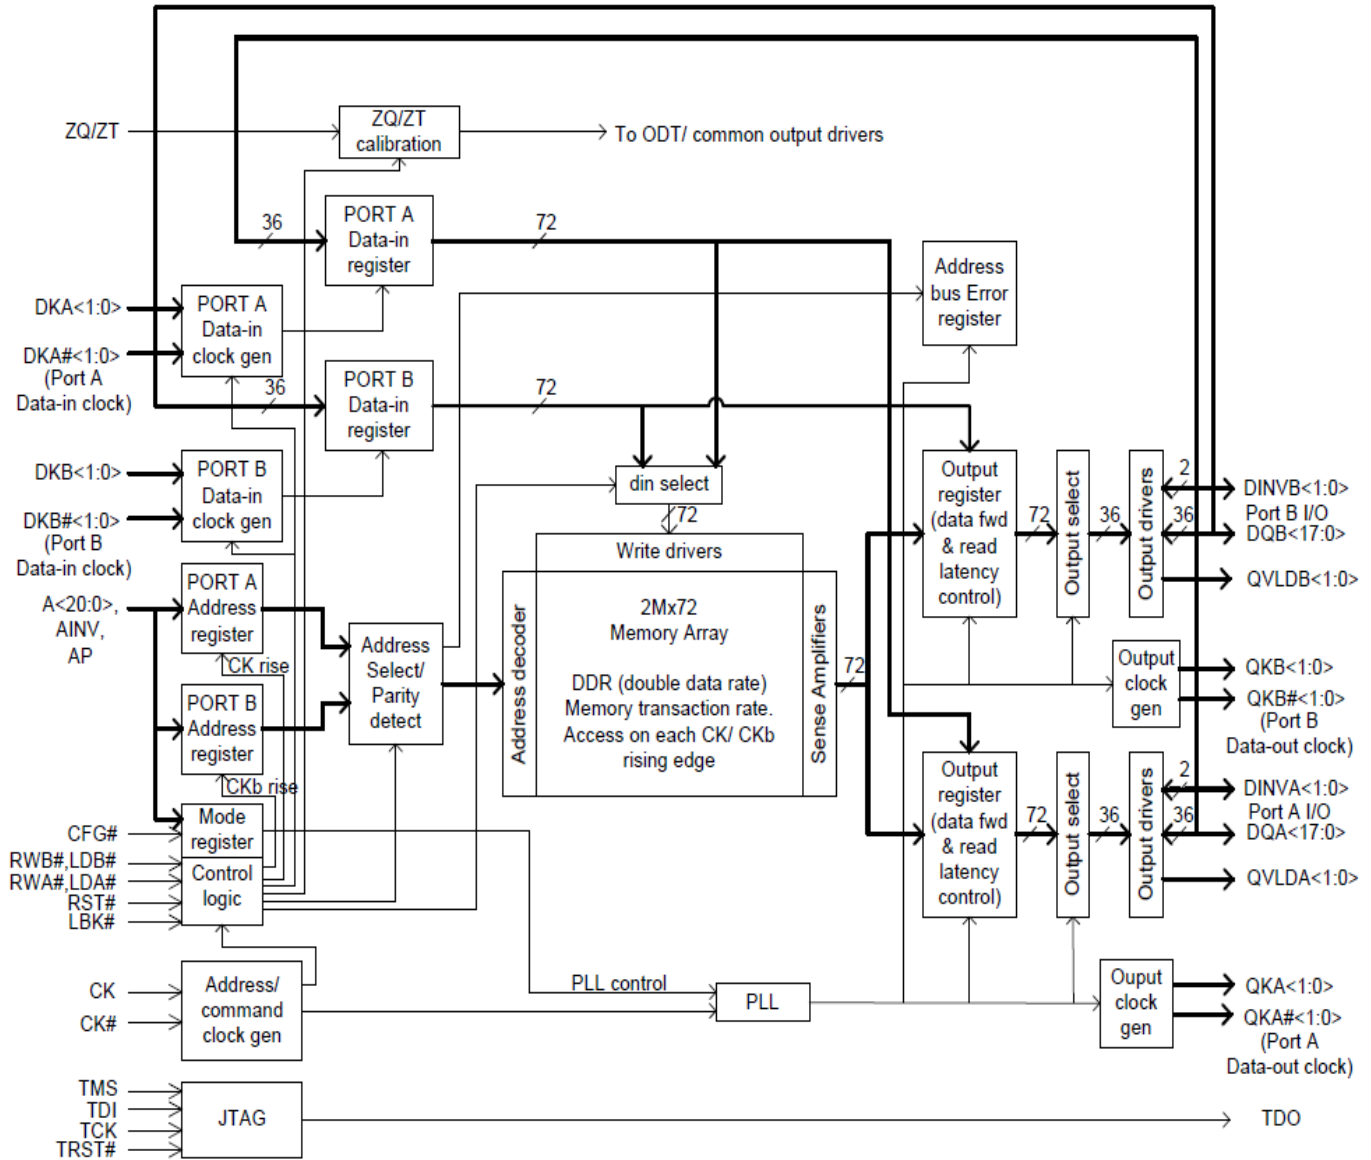 ZQ/ZT
ZQ/ZT
calibration
To ODT/ common output drivers
36
PORT A
Data-in
register
72
Address
bus Error
register
DKA<1:0>
DKA#<1:0>
(Port A
Data-in clock)
PORT A
Data-in
clock gen
36
PORT B
Data-in
register
72
DKB<1:0>
DKB#<1:0>
(Port B
Data-in clock)
PORT B
Data-in
clock gen
din select
72
Write drivers
Output
register
(data fwd
& read
latency
control)
72
Output select
36
Output drivers
2
36
DINVB<1:0>
Port B I/O
DQB<17:0>
QVLDB<1:0>
A<20:0>,
AINV,
AP
PORT A
Address
register
CK rise
PORT B
Address
register
CKb rise
Address
Select/
Parity
detect
Address decoder
2Mx72
Memory Array
DDR (double data rate)
Memory transaction rate.
Access on each CK/ CKb
rising edge
Sense Amplifiers
72
Output
clock
gen
QKB<1:0>
QKB#<1:0>
(Port B
Data-out clock)
Output
register
(data fwd
& read
latency
control)
72
Output select
36
Output drivers
2
36
DINVA<1:0>
Port A I/O
DQA<17:0>
QVLDA<1:0>
CFG#
RWB#,LDB#
RWA#,LDA#
RST#
LBK#
Mode
register
Control
logic
CK
CK#
Address/
command
clock gen
PLL control
PLL
Ouput
clock
gen
QKA<1:0>
QKA#<1:0>
(Port A
Data-out clock)
TMS
TDI
TCK
TRST#
JTAG
TDO